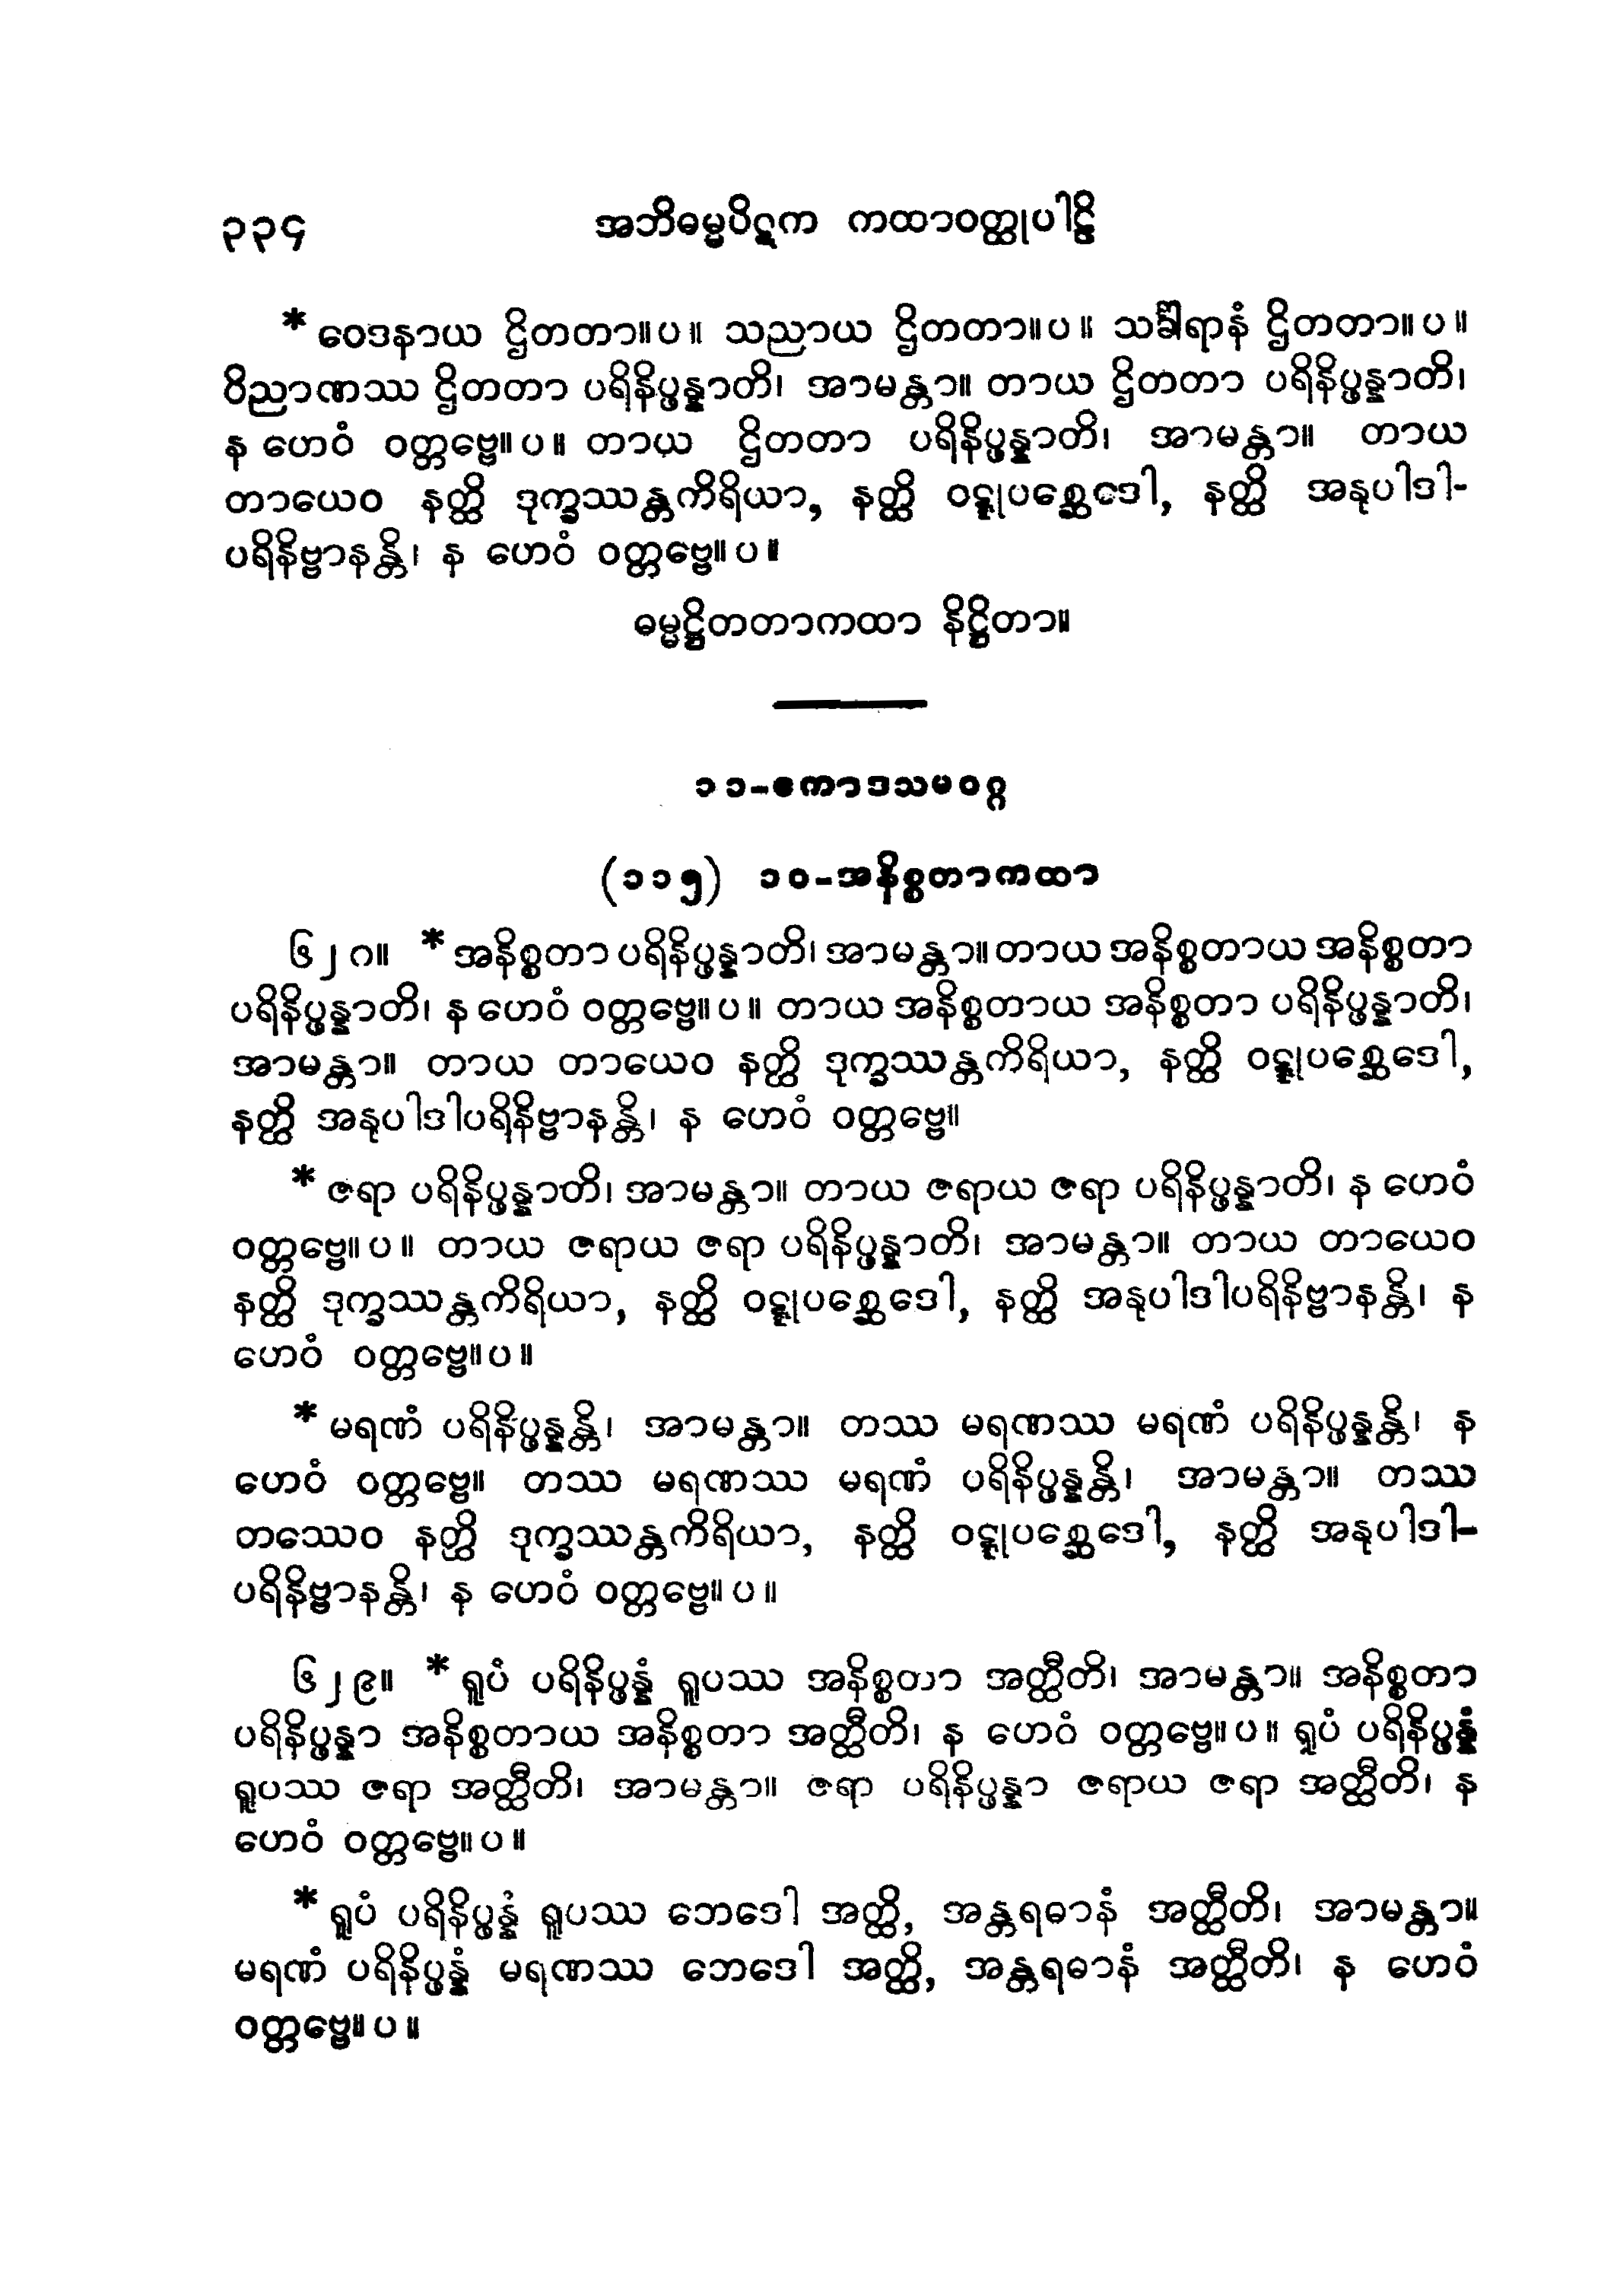 ၃၃၄ အဘိဓမ္မပိဋက ကထာဝတ္ထုပါဠိ
* ဝေဒနာယ ဌိတတာ။ပ။ သညာယ ဌိတတာ။ပ။ သင်္ခါရာနံ ဌိတတာ။ပ။
ဝိညာဏဿ ဌိတတာ ပရိနိပ္ဖန္နာတိ၊ အာမန္တာ။ တာယ ဌိတတာ ပရိနိပ္ဖန္နာတိ၊
န ဟေဝံ ဝတ္တဗ္ဗေ။ပ။ တာယ ဌိတတာ ပရိနိပ္ဖန္နာတိ၊ အာမန္တာ။ တာယ
တာယေဝ နတ္ထိ ဒုက္ခဿန္တကိရိယာ, နတ္ထိ ဝဋ္ဋုပစ္ဆေဒေါ, နတ္ထိ အနုပါဒါ-
ပရိနိဗ္ဗာနန္တိ၊ န ဟေဝံ ဝတ္တဗ္ဗေ။ပ။
ဓမ္မဋ္ဌိတတာကထာ နိဋ္ဌိတာ။
၁၁-ဧကာဒသမဝဂ္ဂ
(၁၁၅) ၁၀-အနိစ္စတာကထာ
၆၂၈။ * အနိစ္စတာ ပရိနိပ္ဖန္နာတိ၊ အာမန္တာ။ တာယ အနိစ္စတာယ အနိစ္စတာ
ပရိနိပ္ဖန္နာတိ၊ န ဟေဝံ ဝတ္တဗ္ဗေ။ပ။ တာယ အနိစ္စတာယ အနိစ္စတာ ပရိနိပ္ဖန္နာတိ၊
အာမန္တာ။ တာယ တာယေဝ နတ္ထိ ဒုက္ခဿန္တကိရိယာ, နတ္ထိ ဝဋ္ဋုပစ္ဆေဒေါ,
နတ္ထိ အနုပါဒါပရိနိဗ္ဗာနန္တိ၊ န ဟေဝံ ဝတ္တဗ္ဗေ။
* ဇရာ ပရိနိပ္ဖန္နာတိ၊ အာမန္တာ။ တာယ ဇရာယ ဇရာ ပရိနိပ္ဖန္နာတိ၊ န ဟေဝံ
ဝတ္တဗ္ဗေ။ပ။ တာယ ဇရာယ ဇရာ ပရိနိပ္ဖန္နာတိ၊ အာမန္တာ။ တာယ တာယေဝ
နတ္ထိ ဒုက္ခဿန္တကိရိယာ, နတ္ထိ ဝဋ္ဋုပစ္ဆေဒေါ, နတ္ထိ အနုပါဒါပရိနိဗ္ဗာနန္တိ၊ န
ဟေဝံ ဝတ္တဗ္ဗေ။ပ။
* မရဏံ ပရိနိပ္ဖန္နန္တိ၊ အာမန္တာ။ တဿ မရဏဿ မရဏံ ပရိနိပ္ဖန္နန္တိ၊ န
ဟေဝံ ဝတ္တဗ္ဗေ။ တဿ မရဏဿ မရဏံ ပရိနိပ္ဖန္နန္တိ၊ အာမန္တာ။ တဿ
တဿေဝ နတ္ထိ ဒုက္ခဿန္တကိရိယာ, နတ္ထိ ဝဋ္ဋုပစ္ဆေဒေါ, နတ္ထိ အနုပါဒါ-
ပရိနိဗ္ဗာနန္တိ၊ န ဟေဝံ ဝတ္တဗ္ဗေ။ပ။
၆၂၉။ * ရူပံ ပရိနိပ္ဖန္နံ ရူပဿ အနိစ္စတာ အတ္ထီတိ၊ အာမန္တာ။ အနိစ္စတာ
ပရိနိပ္ဖန္နာ အနိစ္စတာယ အနိစ္စတာ အတ္ထီတိ၊ န ဟေဝံ ဝတ္တဗ္ဗေ။ပ။ ရူပံ ပရိနိပ္ဖန္နံ
ရူပဿ ဇရာ အတ္ထီတိ၊ အာမန္တာ။ ဇရာ ပရိနိပ္ဖန္နာ ဇရာယ ဇရာ အတ္ထီတိ၊ န
ဟေဝံ ဝတ္တဗ္ဗေ။ပ။
* ရူပံ ပရိနိပ္ဖန္နံ ရူပဿ ဘေဒေါ အတ္ထိ, အန္တရဓာနံ အတ္ထီတိ၊ အာမန္တာ။
မရဏံ ပရိနိပ္ဖန္နံ မရဏဿ ဘေဒေါ အတ္ထိ, အန္တရဓာနံ အတ္ထီတိ၊ န ဟေဝံ
ဝတ္တဗ္ဗေ။ပ။